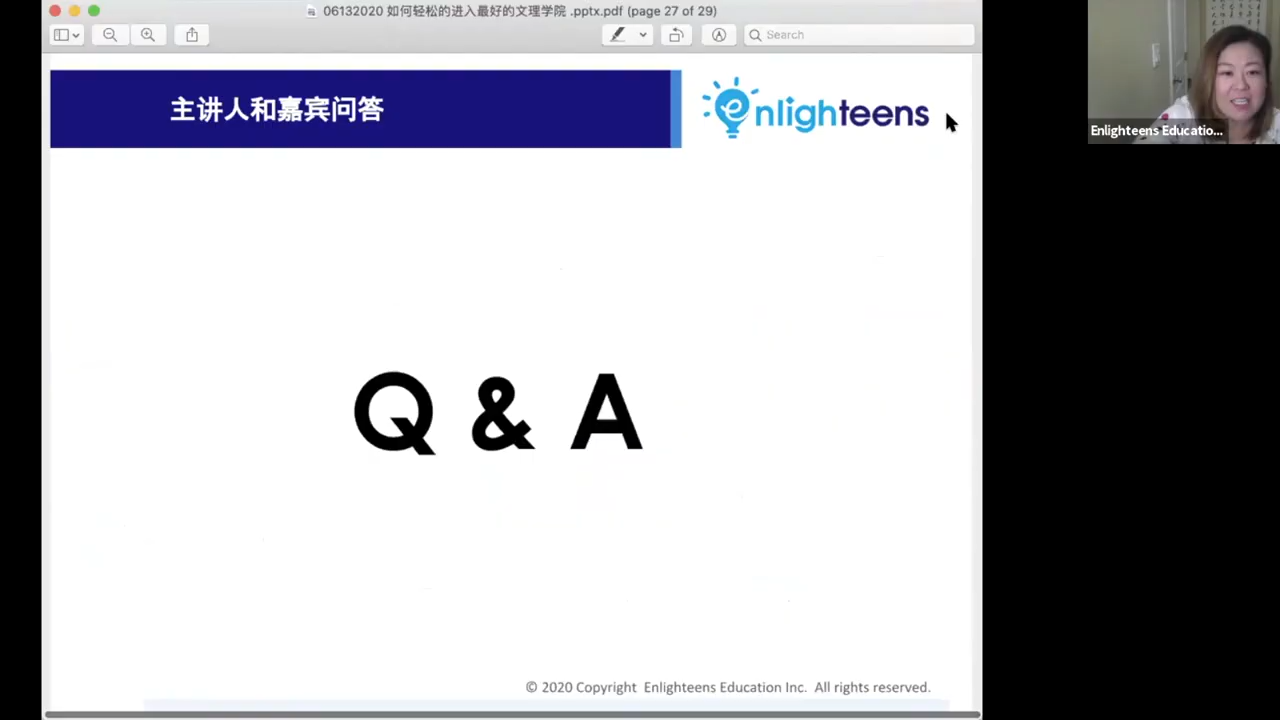 06132020 如何轻松的进入最好的文理学院 .pptx.pdf (page 27 of 29)
Search
主讲人和嘉宾问答
enlighteens
Enlighteens Educatio...
Q & A
© 2020 Copyright Enlighteens Education Inc. All rights reserved.